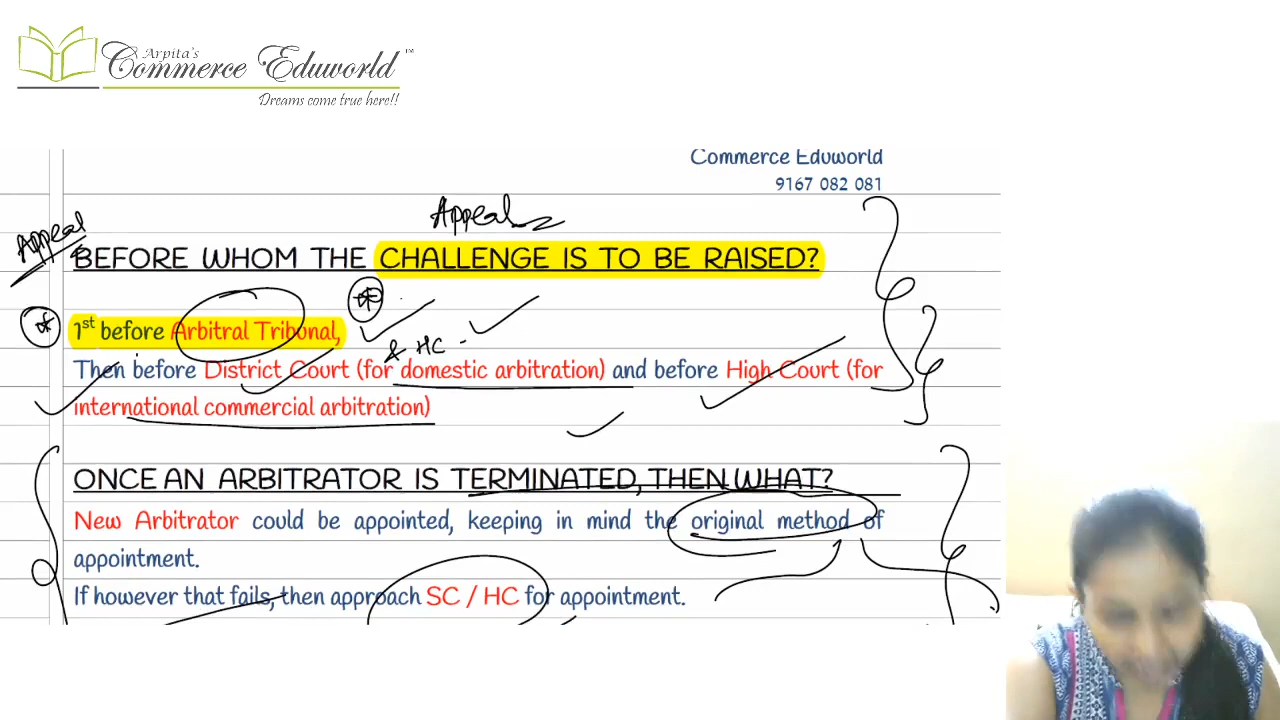 Arpita's
Commerce Eduworld™
Dreams come true here!!
Commerce Eduworld
9167 082 081
Appeal
Appeal
BEFORE WHOM THE CHALLENGE IS TO BE RAISED?
1st before Arbitral Tribunal,
& HC -
Then before District Court (for domestic arbitration) and before High Court (for
international commercial arbitration)
ONCE AN ARBITRATOR IS TERMINATED, THEN WHAT?
New Arbitrator could be appointed, keeping in mind the original method of
appointment.
If however that fails, then approach SC / HC for appointment.